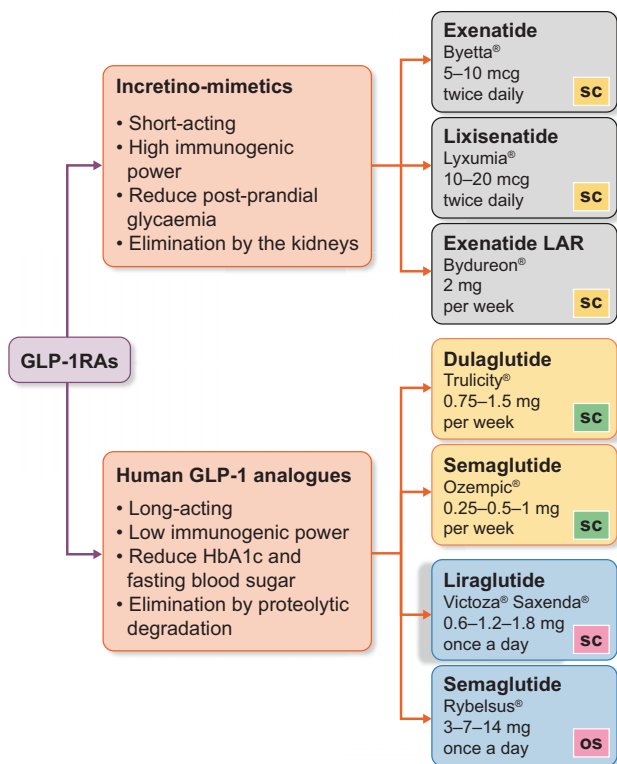 GLP-1RAs
Incretino-mimetics
• Short-acting
• High immunogenic
power
• Reduce post-prandial
glycaemia
• Elimination by the kidneys
Exenatide
Byetta®
5–10 mcg
twice daily
sc
Lixisenatide
Lyxumia®
10–20 mcg
twice daily
sc
Exenatide LAR
Bydureon®
2 mg
per week
sc
Human GLP-1 analogues
• Long-acting
• Low immunogenic power
• Reduce HbA1c and
fasting blood sugar
• Elimination by proteolytic
degradation
Dulaglutide
Trulicity®
0.75–1.5 mg
per week
sc
Semaglutide
Ozempic®
0.25–0.5–1 mg
per week
sc
Liraglutide
Victoza® Saxenda®
0.6–1.2–1.8 mg
once a day
sc
Semaglutide
Rybelsus®
3–7–14 mg
once a day
os